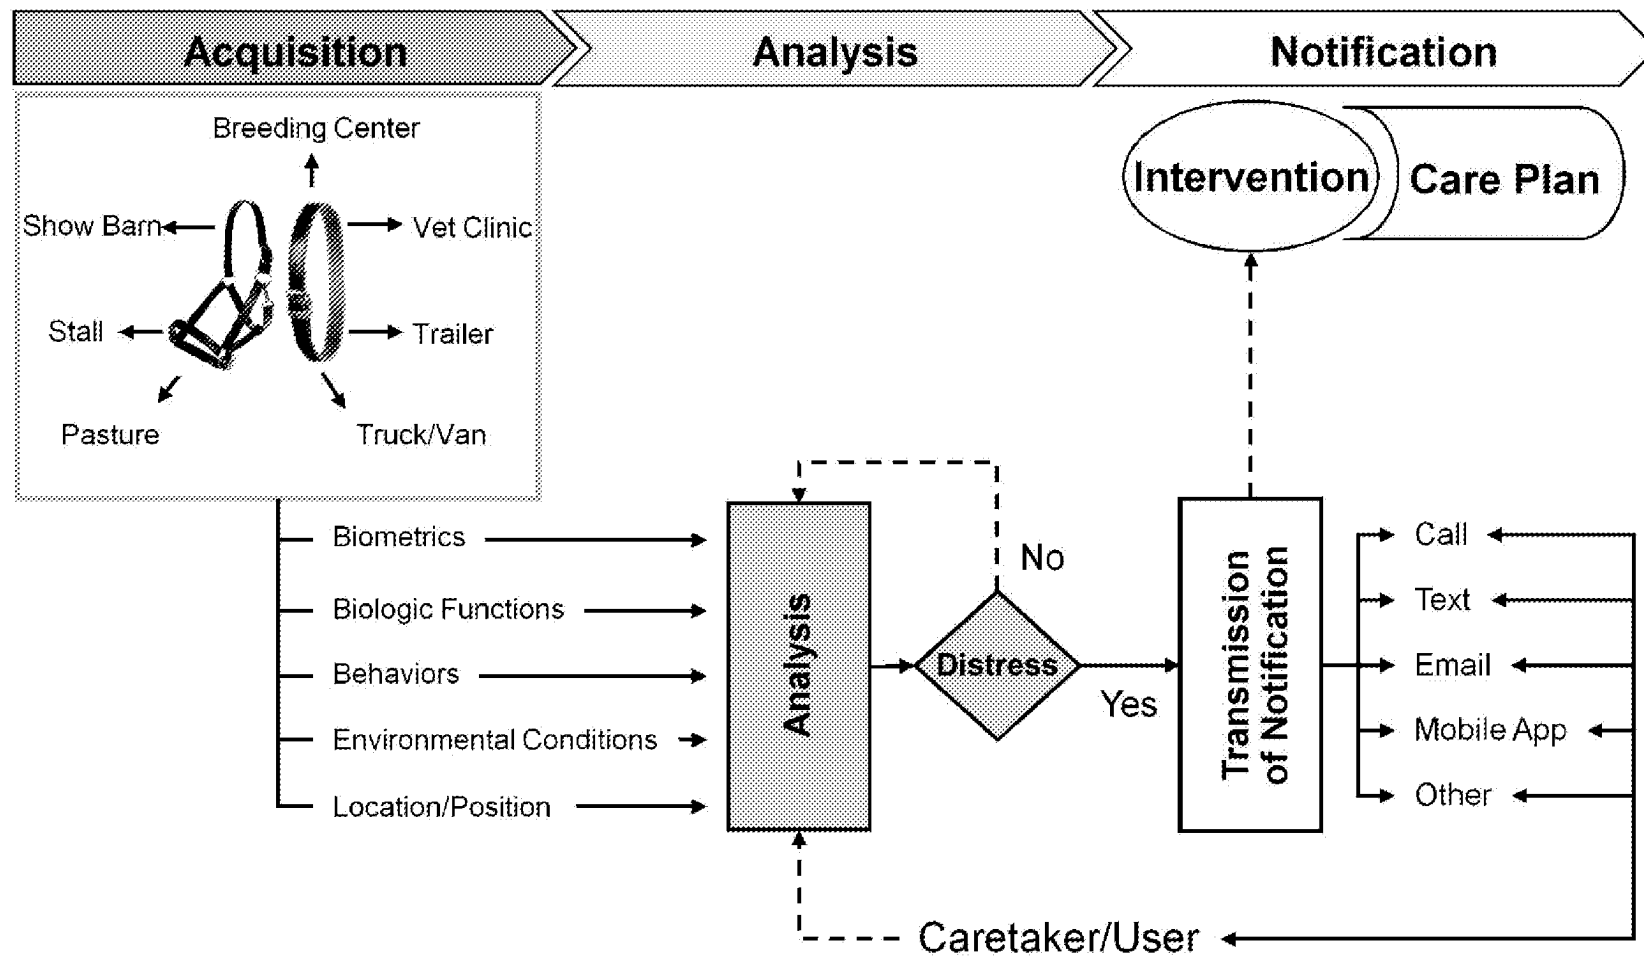 Acquisition
Analysis
Notification
Breeding Center
Show Barn
Vet Clinic
Stall
Trailer
Pasture
Truck/Van
Intervention
Care Plan
Biometrics
Biologic Functions
Behaviors
Environmental Conditions
Location/Position
Analysis
No
Distress
Yes
Transmission
of Notification
Call
Text
Email
Mobile App
Other
Caretaker/User